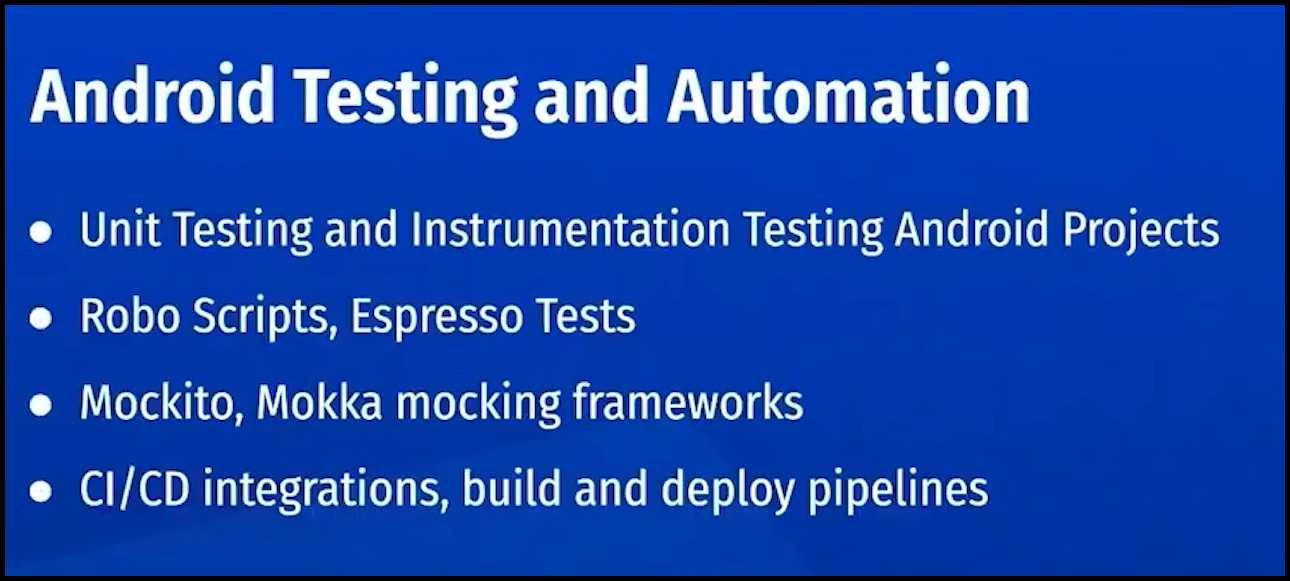 Android Testing and Automation
• Unit Testing and Instrumentation Testing Android Projects
• Robo Scripts, Espresso Tests
• Mockito, Mokka mocking frameworks
• CI/CD integrations, build and deploy pipelines